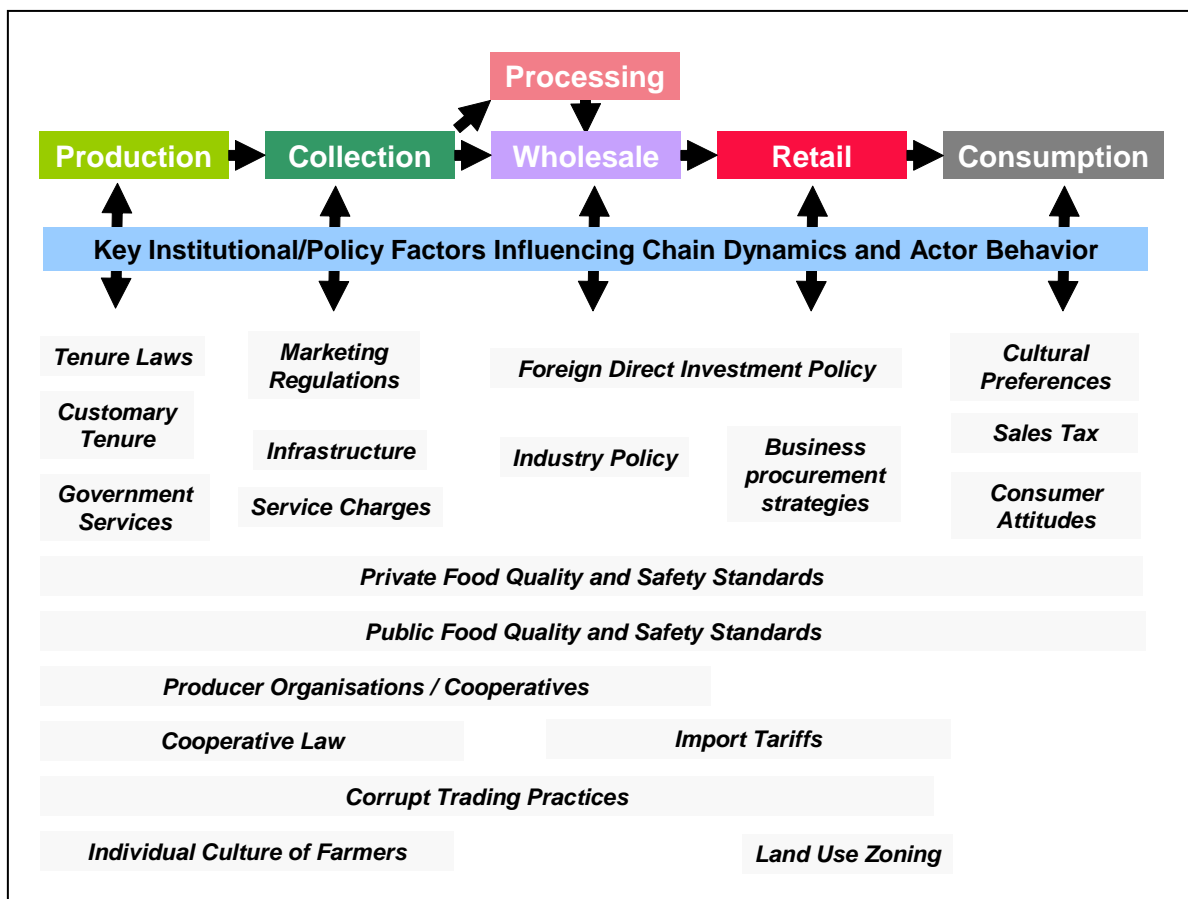 Processing
Production
Collection
Wholesale
Retail
Consumption
Key Institutional/Policy Factors Influencing Chain Dynamics and Actor Behavior
Tenure Laws
Marketing
Regulations
Foreign Direct Investment Policy
Cultural
Preferences
Customary
Tenure
Infrastructure
Industry Policy
Business
procurement
strategies
Sales Tax
Government
Services
Service Charges
Consumer
Attitudes
Private Food Quality and Safety Standards
Public Food Quality and Safety Standards
Producer Organisations / Cooperatives
Cooperative Law
Import Tariffs
Corrupt Trading Practices
Individual Culture of Farmers
Land Use Zoning